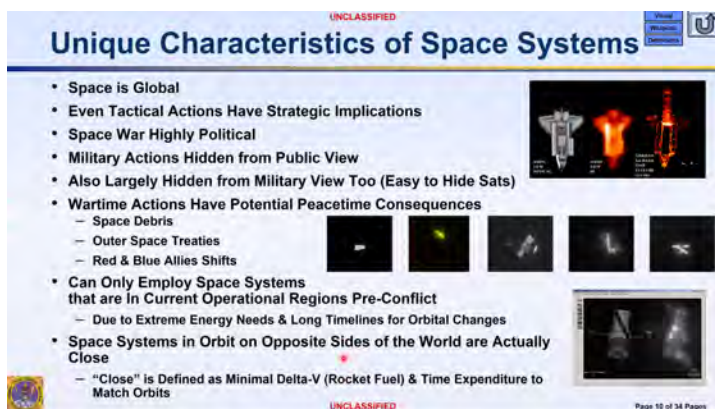 UNCLASSIFIED
Visual
Unique Characteristics of Space Systems
• Space is Global
• Even Tactical Actions Have Strategic Implications
• Space War Highly Political
• Military Actions Hidden from Public View
• Also Largely Hidden from Military View Too (Easy to Hide Sats)
• Wartime Actions Have Potential Peacetime Consequences
– Space Debris
– Outer Space Treaties
– Red & Blue Allies Shifts
• Can Only Employ Space Systems
that are In Current Operational Regions Pre-Conflict
– Due to Extreme Energy Needs & Long Timelines for Orbital Changes
• Space Systems in Orbit on Opposite Sides of the World are Actually
Close
– "Close" is Defined as Minimal Delta-V (Rocket Fuel) & Time Expenditure to
Match Orbits
UNCLASSIFIED
Page 10 of 34 Pages